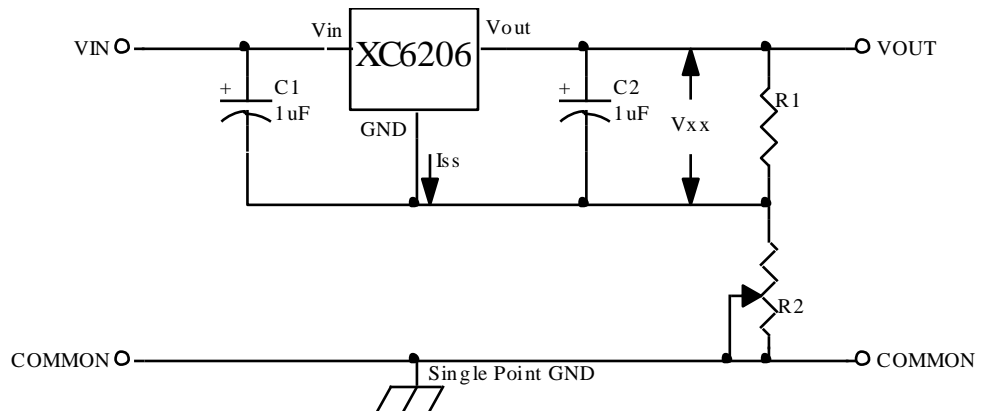 Vin
Vout
VIN
XC6206
VOUT
+
C1
1uF
+
C2
1uF
R1
GND
Vxx
Iss
R2
COMMON
COMMON
Single Point GND